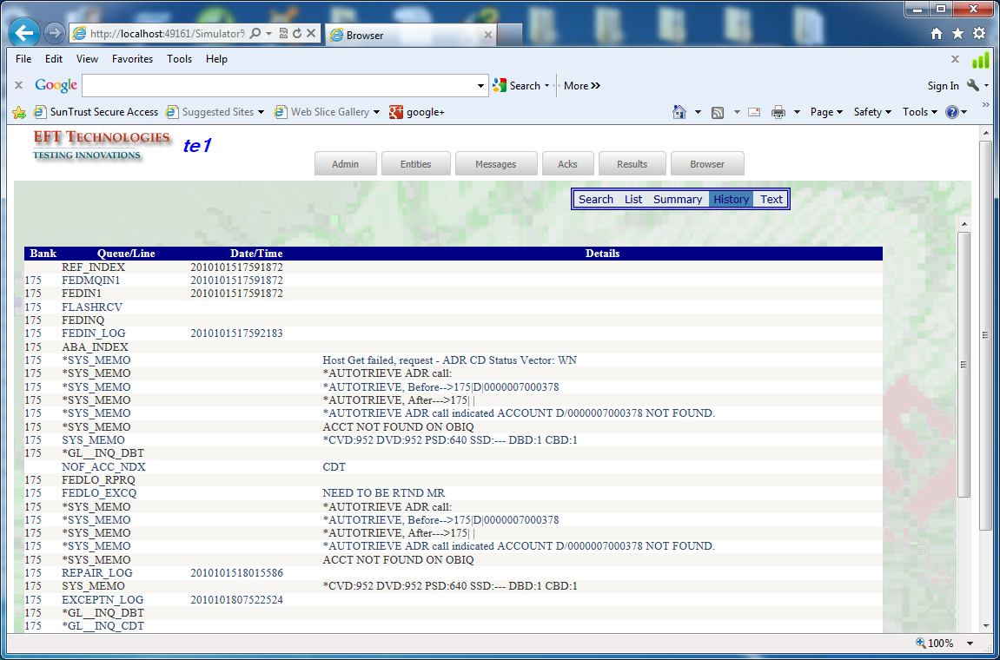 http://localhost:49161/Simulator9
Browser
File Edit View Favorites Tools Help
Google Search More »
Sign In
SunTrust Secure Access Suggested Sites Web Slice Gallery google+
Page Safety Tools
EFT TECHNOLOGIES
TESTING INNOVATIONS
te1
Admin Entities Messages Acks Results Browser
Search List Summary History Text
Bank Queue/Line Date/Time Details
REF_INDEX 2010101517591872
175 FEDMQIN1 2010101517591872
175 FEDIN1 2010101517591872
175 FLASHRCV
175 FEDINQ
175 FEDIN_LOG 2010101517592183
175 ABA_INDEX
175 *SYS_MEMO Host Get failed, request - ADR CD Status Vector: WN
175 *SYS_MEMO *AUTOTRIEVE ADR call:
175 *SYS_MEMO *AUTOTRIEVE, Before-->175|D|0000007000378
175 *SYS_MEMO *AUTOTRIEVE, After--->175| |
175 *SYS_MEMO *AUTOTRIEVE ADR call indicated ACCOUNT D/0000007000378 NOT FOUND.
175 *SYS_MEMO ACCT NOT FOUND ON OBIQ
175 SYS_MEMO *CVD:952 DVD:952 PSD:640 SSD:--- DBD:1 CBD:1
175 *GL__INQ_DBT
NOF_ACC_NDX CDT
175 FEDLO_RPRQ
175 FEDLO_EXCQ NEED TO BE RTND MR
175 *SYS_MEMO *AUTOTRIEVE ADR call:
175 *SYS_MEMO *AUTOTRIEVE, Before-->175|D|0000007000378
175 *SYS_MEMO *AUTOTRIEVE, After--->175| |
175 *SYS_MEMO *AUTOTRIEVE ADR call indicated ACCOUNT D/0000007000378 NOT FOUND.
175 *SYS_MEMO ACCT NOT FOUND ON OBIQ
175 REPAIR_LOG 2010101518015586
175 SYS_MEMO *CVD:952 DVD:952 PSD:640 SSD:--- DBD:1 CBD:1
175 EXCEPTN_LOG 2010101807522524
175 *GL__INQ_DBT
175 *GL__INQ_CDT
100%